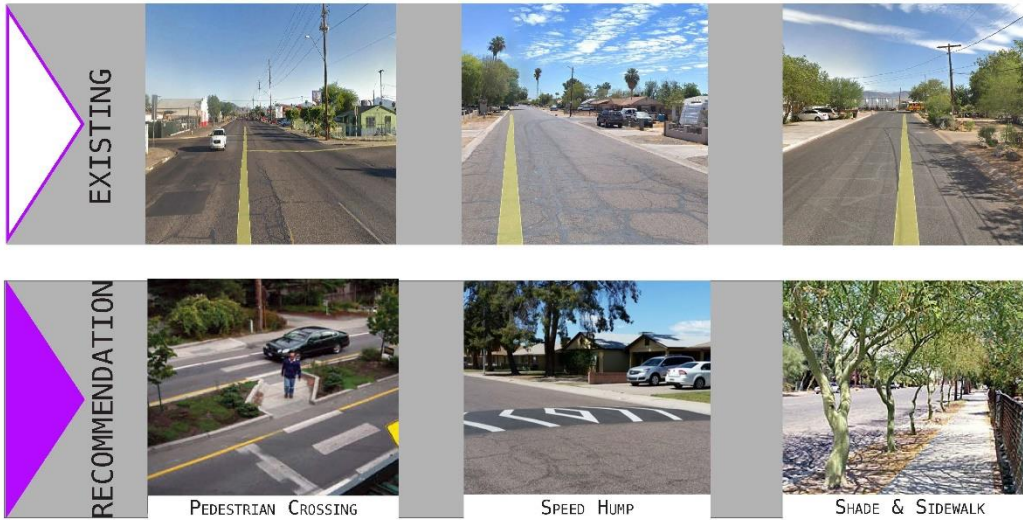 EXISTING
RECOMMENDATION
PEDESTRIAN CROSSING
SPEED HUMP
SHADE & SIDEWALK